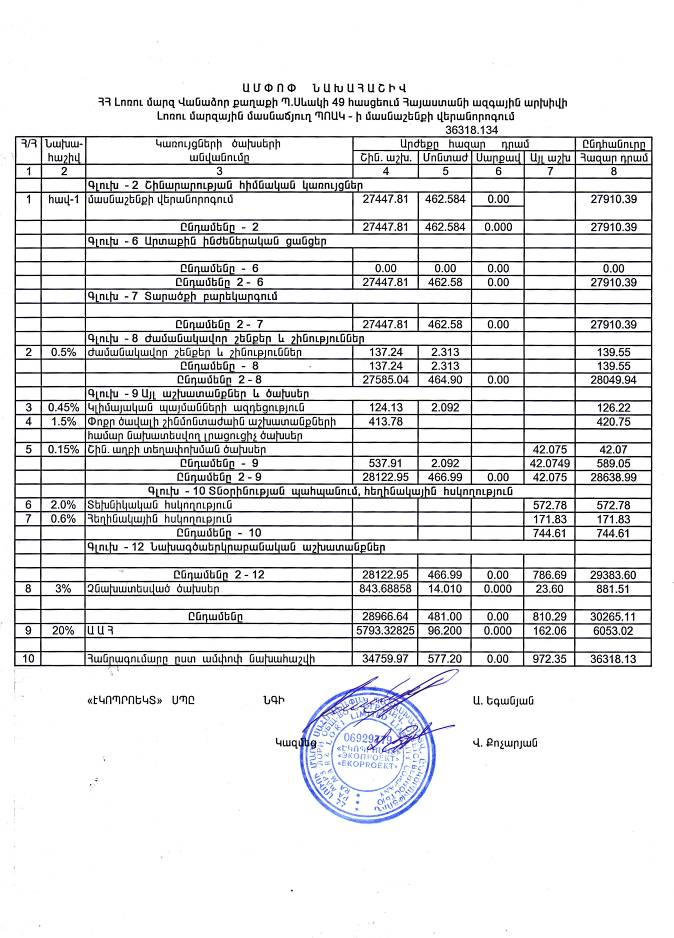 ԱՄՓՈՓ ՆԱԽԱՀԱՇԻՎ
ՀՀ Լոռու մարզ Վանաձոր քաղաքի Պ.Սևակի 49 հասցեում Հայաստանի ազգային արխիվի
Լոռու մարզային մասնաճյուղ ՊՈԱԿ - ի մասնաշենքի վերանորոգում
36318.134
Հ/Հ Նախա- Կառույցների ծախսերի Արժեքը հազար դրամ Ընդհանուրը
հաշիվ անվանումը Շին. աշխ. Մոնտաժ Սարքավ Այլ աշխ Հազար դրամ
1 2 3 4 5 6 7 8
Գլուխ - 2 Շինարարության հիմնական կառույցներ
1 հավ-1 մասնաշենքի վերանորոգում 27447.81 462.584 0.00 27910.39
Ընդամենը - 2 27447.81 462.584 0.000 27910.39
Գլուխ - 6 Արտաքին ինժեներական ցանցեր
Ընդամենը - 6 0.00 0.00 0.00 0.00
Ընդամենը 2 - 6 27447.81 462.58 0.00 27910.39
Գլուխ - 7 Տարածքի բարեկարգում
Ընդամենը 2 - 7 27447.81 462.58 0.00 27910.39
Գլուխ - 8 Ժամանակավոր շենքեր և շինություններ
2 0.5% Ժամանակավոր շենքեր և շինություններ 137.24 2.313 139.55
Ընդամենը - 8 137.24 2.313 139.55
Ընդամենը 2 - 8 27585.04 464.90 0.00 28049.94
Գլուխ - 9 Այլ աշխատանքներ և ծախսեր
3 0.45% Կլիմայական պայմանների ազդեցություն 124.13 2.092 126.22
4 1.5% Փոքր ծավալի շինմոնտաժաին աշխատանքների 413.78 420.75
համար նախատեսվող լրացուցիչ ծախսեր
5 0.15% Շին. աղբի տեղափոխման ծախսեր 42.075 42.07
Ընդամենը - 9 537.91 2.092 42.0749 589.05
Ընդամենը 2 - 9 28122.95 466.99 0.00 42.075 28638.99
Գլուխ - 10 Տնօրինության պահպանում, հեղինակային հսկողություն
6 2.0% Տեխնիկական հսկողություն 572.78 572.78
7 0.6% Հեղինակային հսկողություն 171.83 171.83
Ընդամենը - 10 744.61 744.61
Գլուխ - 12 Նախագծաերկրաբանական աշխատանքներ
Ընդամենը 2 - 12 28122.95 466.99 0.00 786.69 29383.60
8 3% Չնախատեսված ծախսեր 843.68858 14.010 0.000 23.60 881.51
Ընդամենը 28966.64 481.00 0.00 810.29 30265.11
9 20% ԱԱՀ 5793.32825 96.200 0.000 162.06 6053.02
10 Հանրագումարը ըստ ամփոփ նախահաշվի 34759.97 577.20 0.00 972.35 36318.13
«ԷԿՈՊՐՈԵԿՏ» ՍՊԸ ՆԳԻ Ա. Եգանյան
Կազմեց Վ. Քոչարյան
«ԷԿՈՊՐՈԵԿՏ»
«ЭКОПРОЕКТ»
«EKOPROEKT»